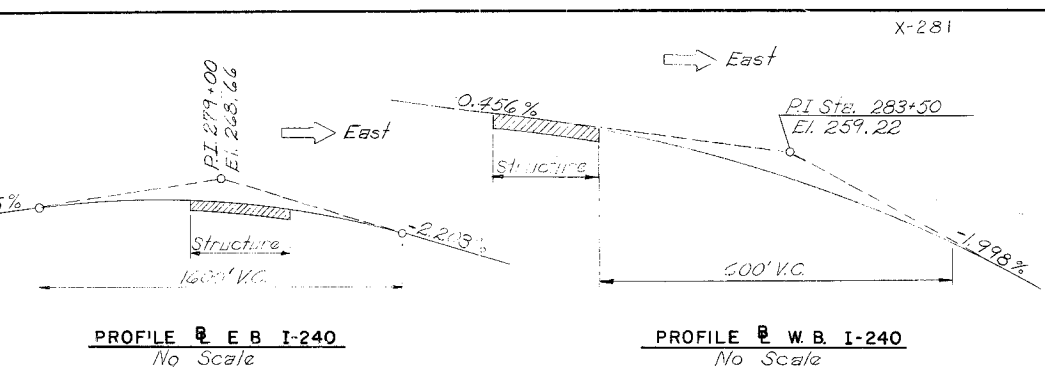 X-281
P.I. 279+00
El. 268.66
East
%
-2.203%
Structure
1600' V.C.
PROFILE ℄ E B I-240
No Scale
East
0.456%
P.I Sta. 283+50
El. 259.22
Structure
-1.998%
600' V.C.
PROFILE ℄ W. B. I-240
No Scale